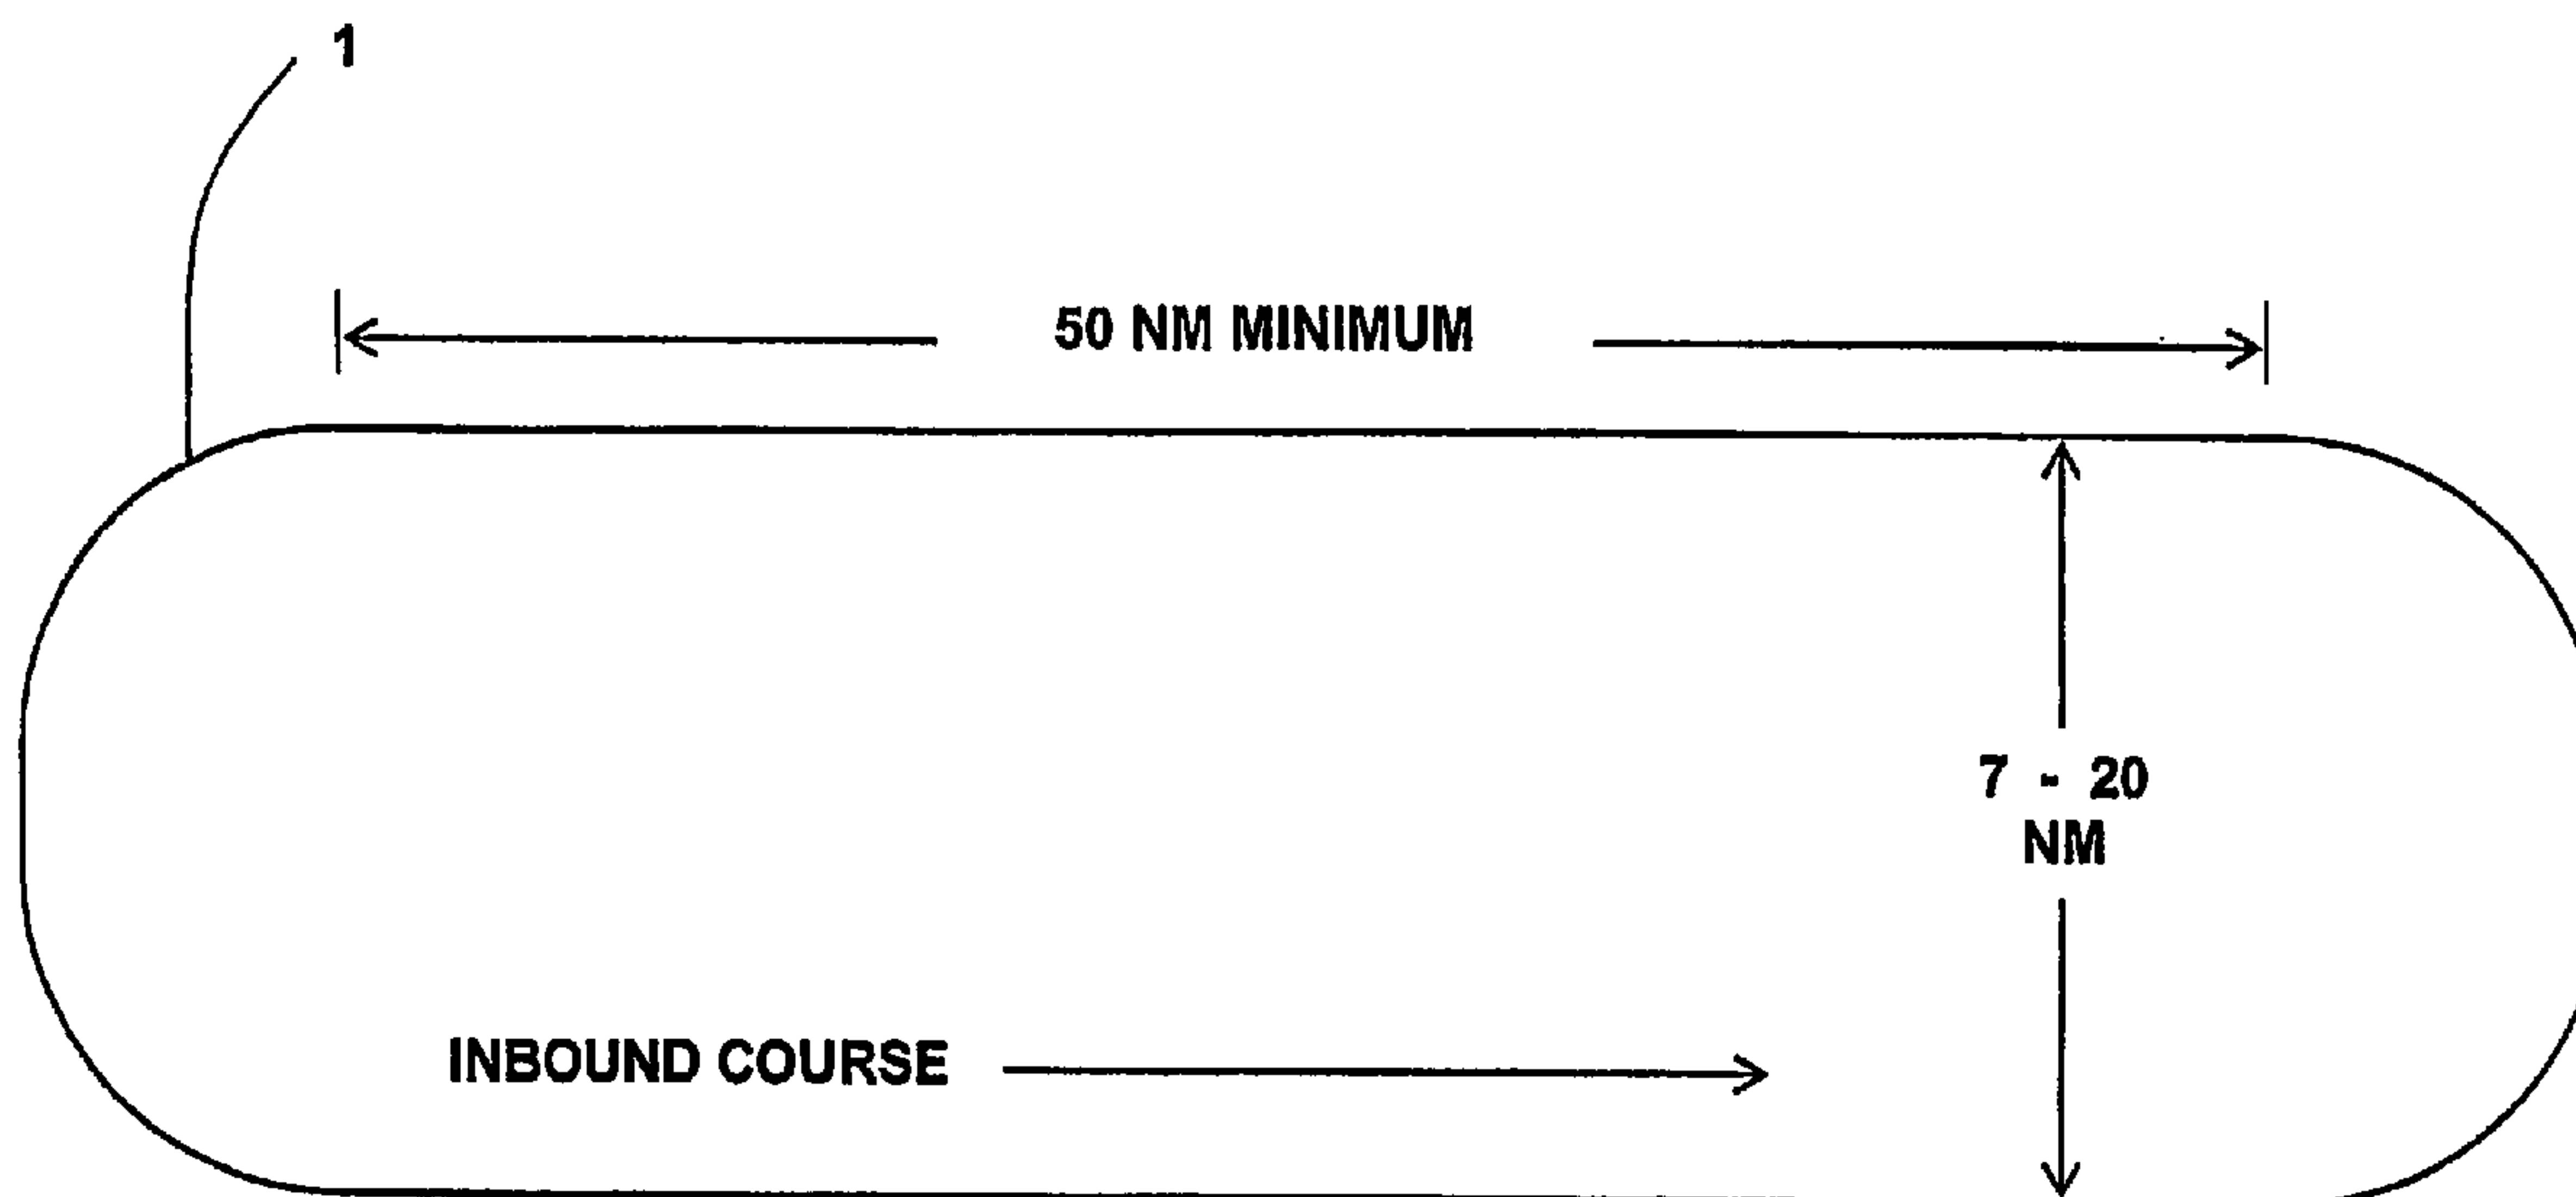 1
50 NM MINIMUM
7 - 20
NM
INBOUND COURSE